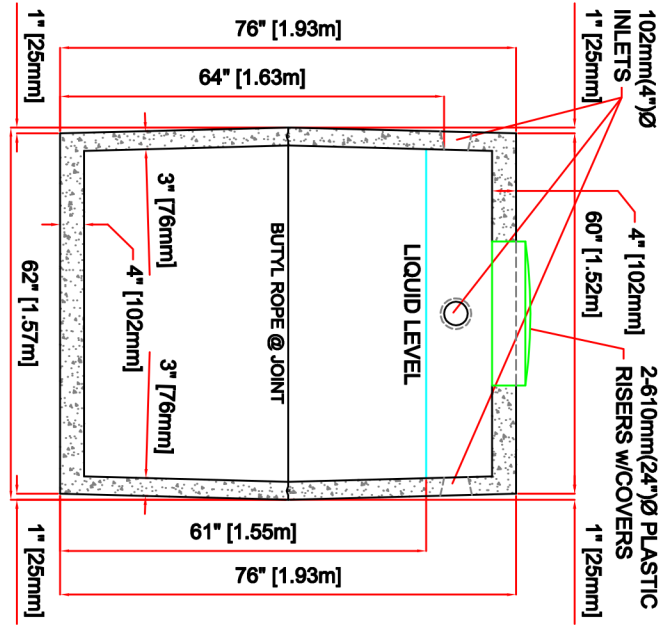 102mm(4")Ø
INLETS
4" [102mm]
2-610mm(24")Ø PLASTIC
RISERS w/COVERS
1" [25mm]
60" [1.52m]
1" [25mm]
76" [1.93m]
64" [1.63m]
LIQUID LEVEL
BUTYL ROPE @ JOINT
61" [1.55m]
76" [1.93m]
3" [76mm]
3" [76mm]
4" [102mm]
1" [25mm]
62" [1.57m]
1" [25mm]